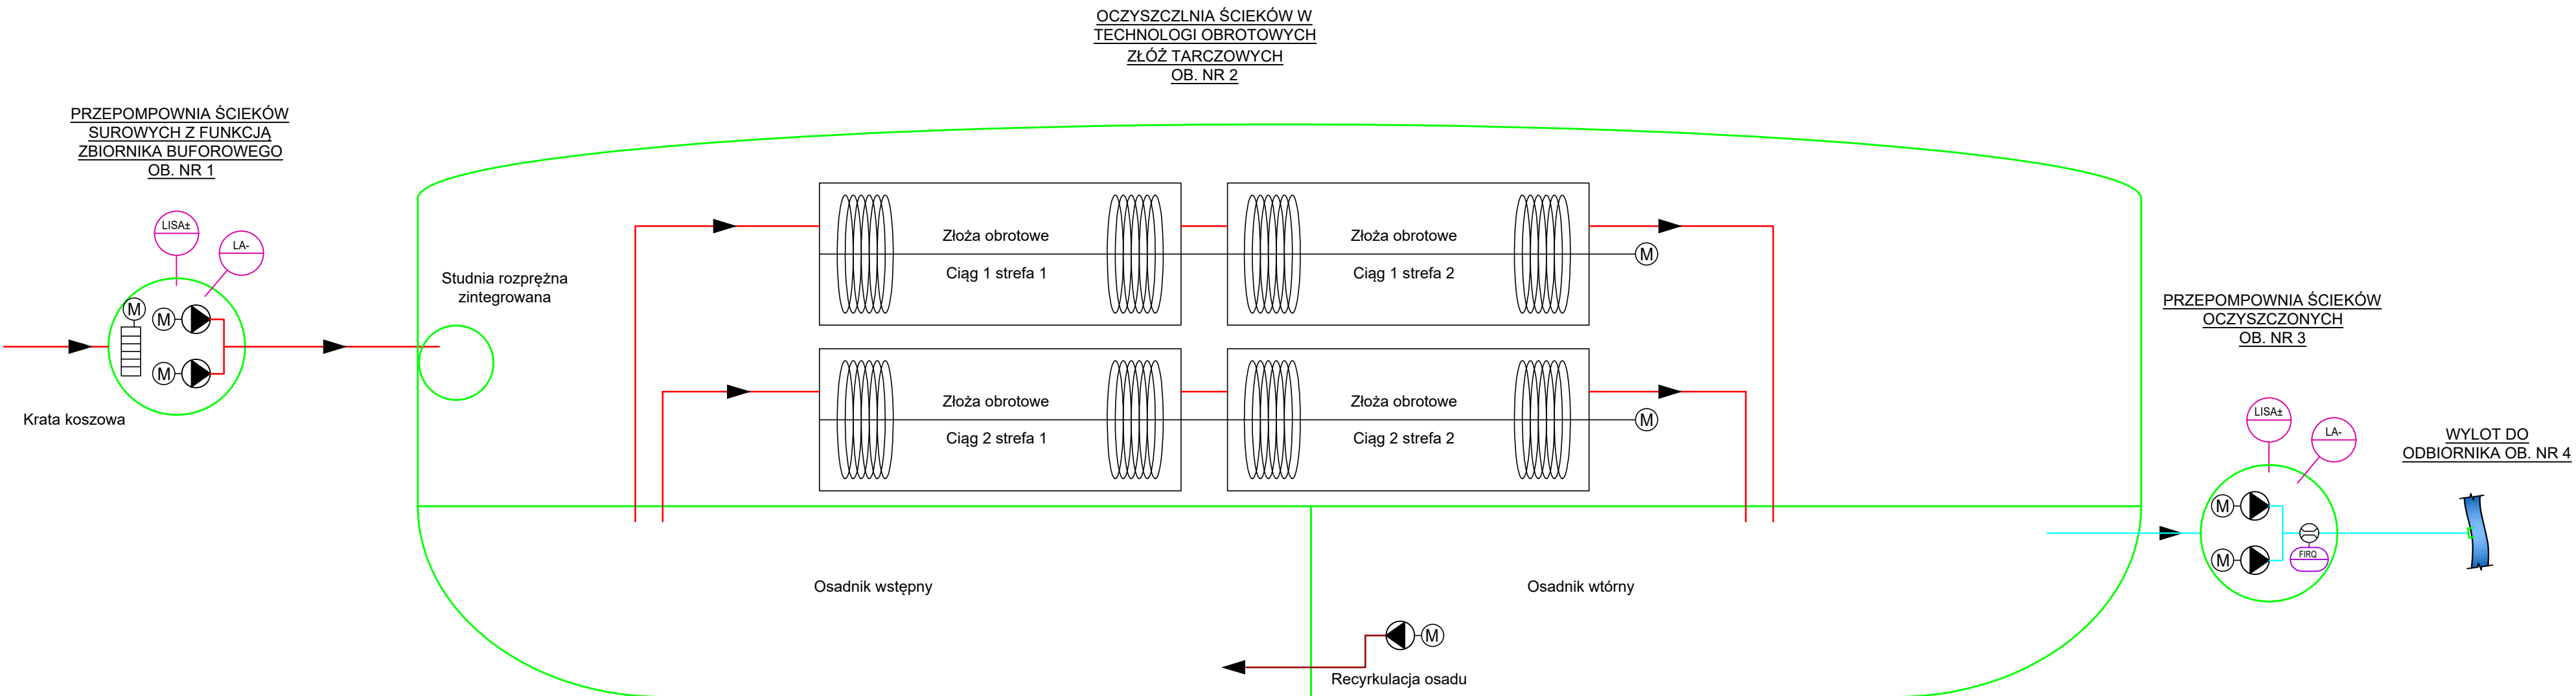 OCZYSZCZLNIA ŚCIEKÓW W
TECHNOLOGI OBROTOWYCH
ZŁÓŻ TARCZOWYCH
OB. NR 2
PRZEPOMPOWNIA ŚCIEKÓW
SUROWYCH Z FUNKCJĄ
ZBIORNIKA BUFOROWEGO
OB. NR 1
LISA±
LA-
M
M
M
Krata koszowa
Studnia rozprężna
zintegrowana
Złoża obrotowe
Ciąg 1 strefa 1
Złoża obrotowe
Ciąg 1 strefa 2
M
Złoża obrotowe
Ciąg 2 strefa 1
Złoża obrotowe
Ciąg 2 strefa 2
M
Osadnik wstępny
Osadnik wtórny
M
Recyrkulacja osadu
PRZEPOMPOWNIA ŚCIEKÓW
OCZYSZCZONYCH
OB. NR 3
LISA±
LA-
M
M
FIRQ
WYLOT DO
ODBIORNIKA OB. NR 4